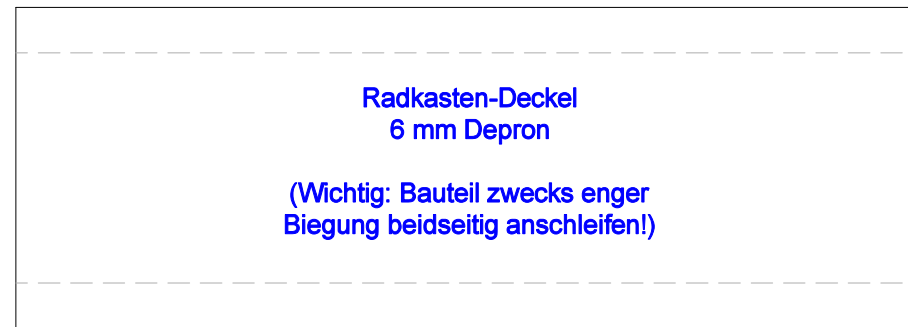 Radkasten-Deckel
6 mm Depron
(Wichtig: Bauteil zwecks enger
Biegung beidseitig anschleifen!)